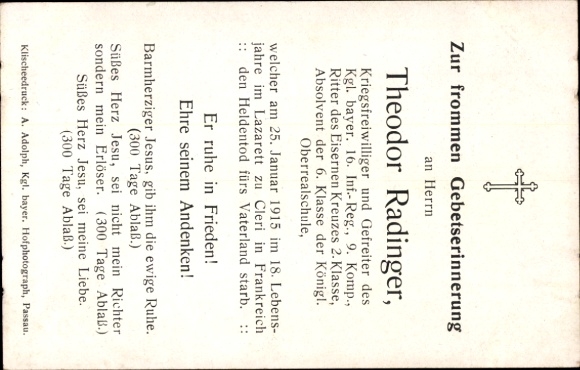 Zur frommen Gebetserinnerung
an Herrn
Theodor Radinger,
Kriegsfreiwilliger und Gefreiter des
Kgl. bayer. 16. Inf.-Reg., 9. Komp.,
Ritter des Eisernen Kreuzes 2. Klasse,
Absolvent der 6. Klasse der Königl.
Oberrealschule,
welcher am 25. Januar 1915 im 18. Lebens-
jahre im Lazarett zu Cleri in Frankreich
:: den Heldentod fürs Vaterland starb. ::
Er ruhe in Frieden!
Ehre seinem Andenken!
Barmherziger Jesus, gib ihm die ewige Ruhe.
(300 Tage Ablaß.)
Süßes Herz Jesu, sei nicht mein Richter
sondern mein Erlöser. (300 Tage Ablaß.)
Süßes Herz Jesu, sei meine Liebe.
(300 Tage Ablaß.)
Klischeedruck: A. Adolph, Kgl. bayer. Hofphotograph, Passau.